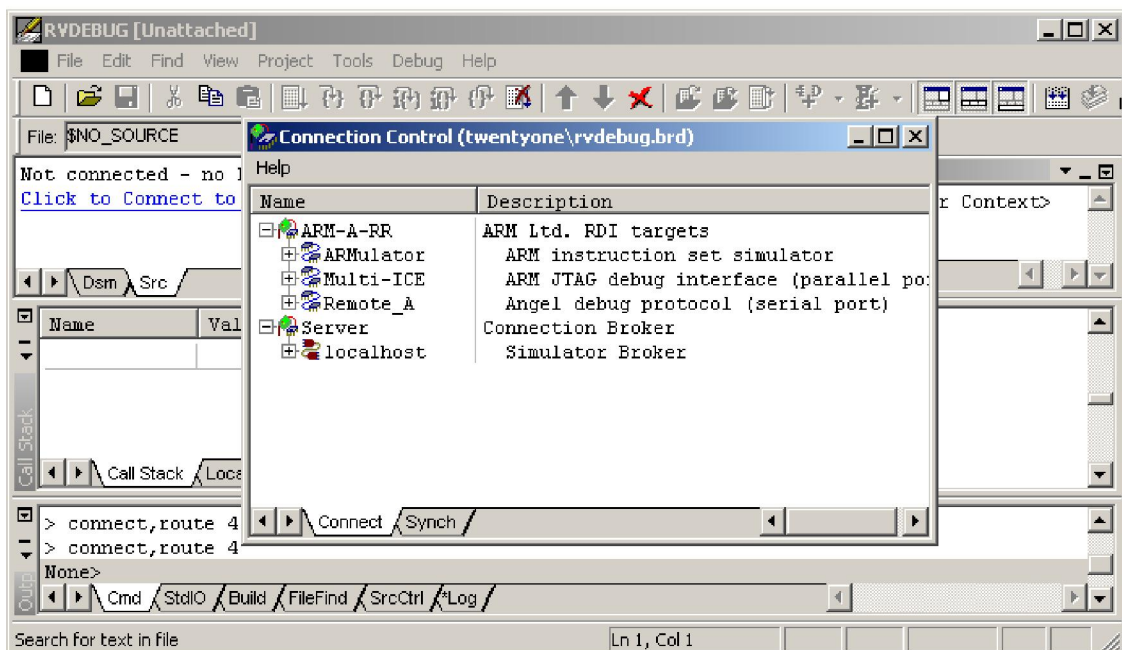 RVDEBUG [Unattached]
File Edit Find View Project Tools Debug Help
File: $NO_SOURCE
Not connected - no
Click to Connect to
r Context>
Dsm Src
Name Val
Call Stack
Call Stack Loca
> connect,route 4
> connect,route 4
None>
Outp
Cmd StdIO Build FileFind SrcCtrl *Log
Search for text in file Ln 1, Col 1
Connection Control (twentyone\rvdebug.brd)
Help
Name Description
ARM-A-RR ARM Ltd. RDI targets
ARMulator ARM instruction set simulator
Multi-ICE ARM JTAG debug interface (parallel po
Remote_A Angel debug protocol (serial port)
Server Connection Broker
localhost Simulator Broker
Connect Synch